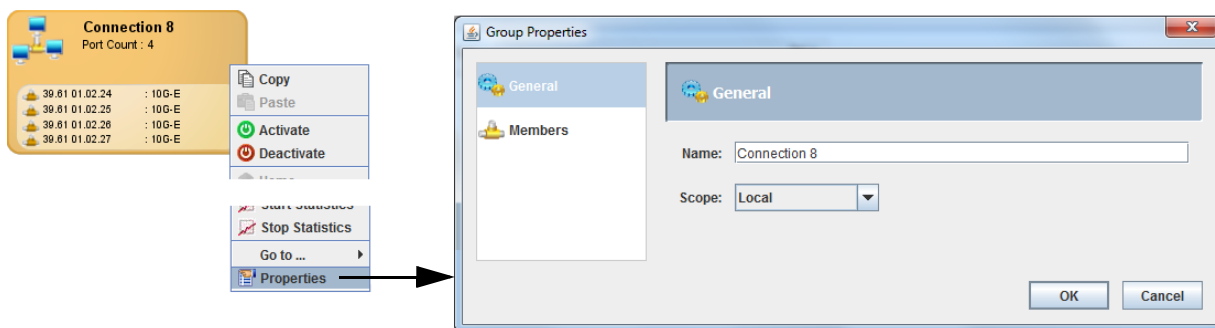 Connection 8
Port Count : 4
39.61 01.02.24 : 10G-E
39.61 01.02.25 : 10G-E
39.61 01.02.26 : 10G-E
39.61 01.02.27 : 10G-E
Copy
Paste
Activate
Deactivate
Start Statistics
Stop Statistics
Go to ...
Properties
Group Properties
General
Members
General
Name: Connection 8
Scope: Local
OK
Cancel